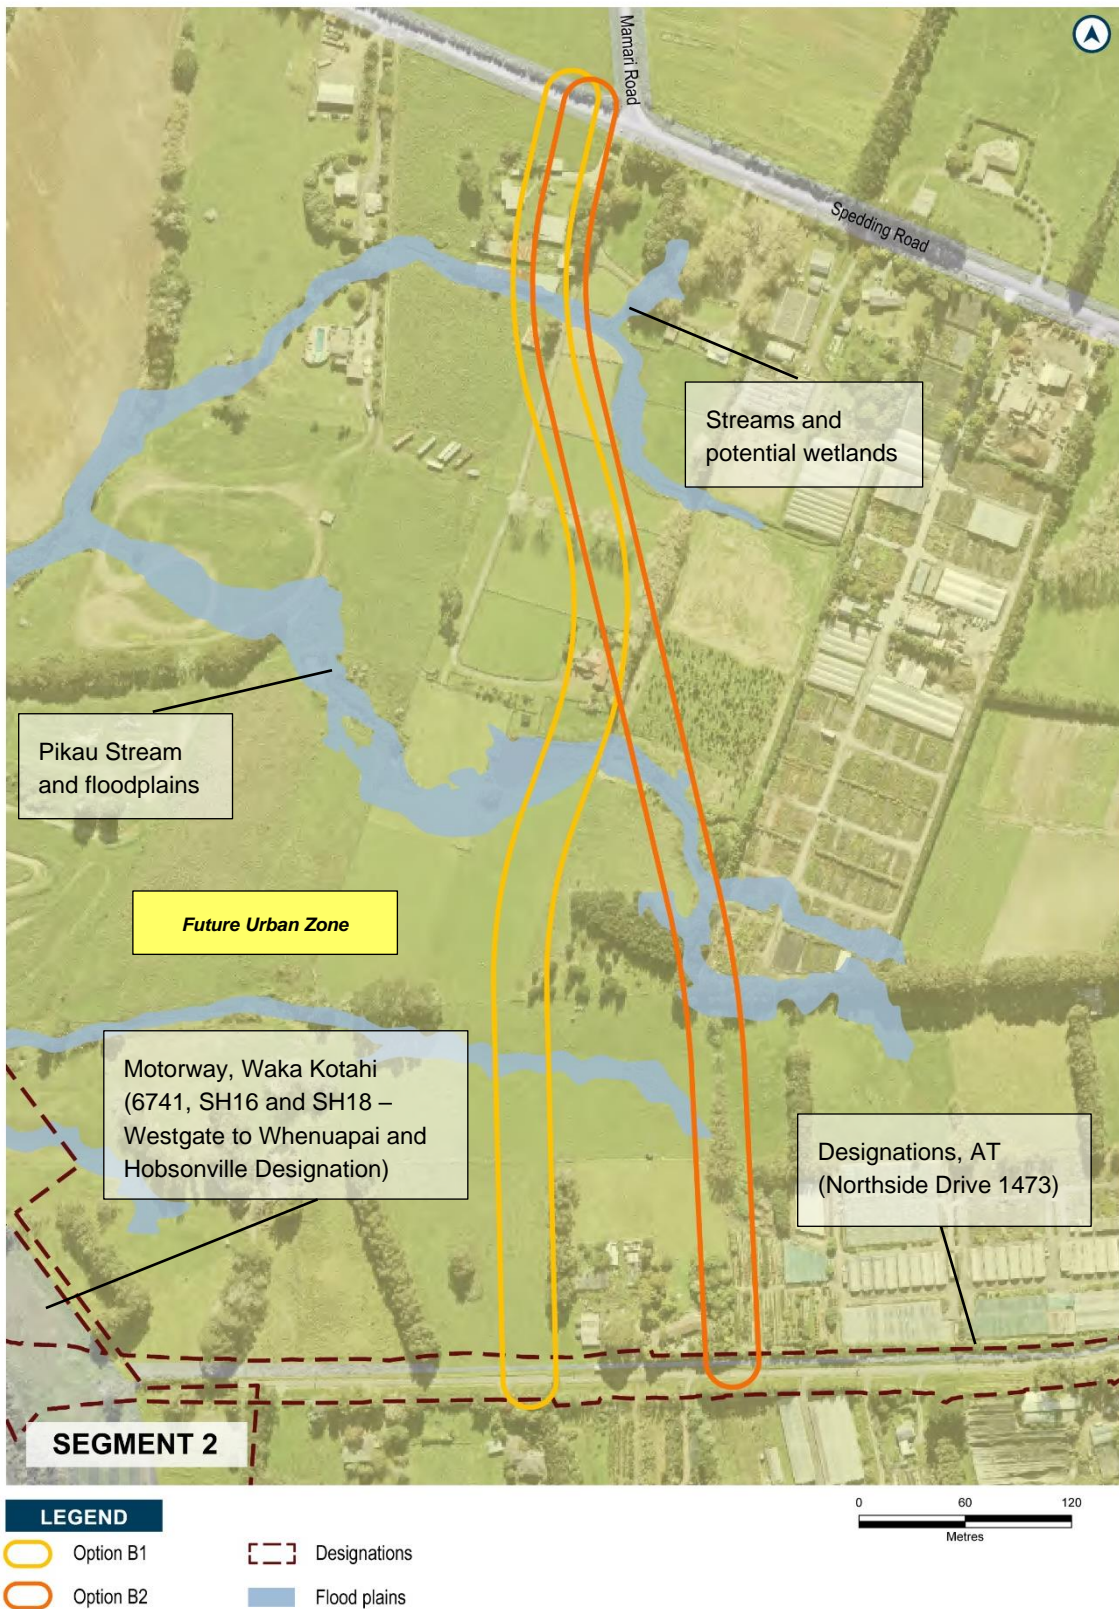 Mamari Road
Spedding Road
Streams and
potential wetlands
Pikau Stream
and floodplains
Future Urban Zone
Motorway, Waka Kotahi
(6741, SH16 and SH18 –
Westgate to Whenuapai and
Hobsonville Designation)
Designations, AT
(Northside Drive 1473)
SEGMENT 2
LEGEND
Option B1
Designations
Option B2
Flood plains
0 60 120
Metres